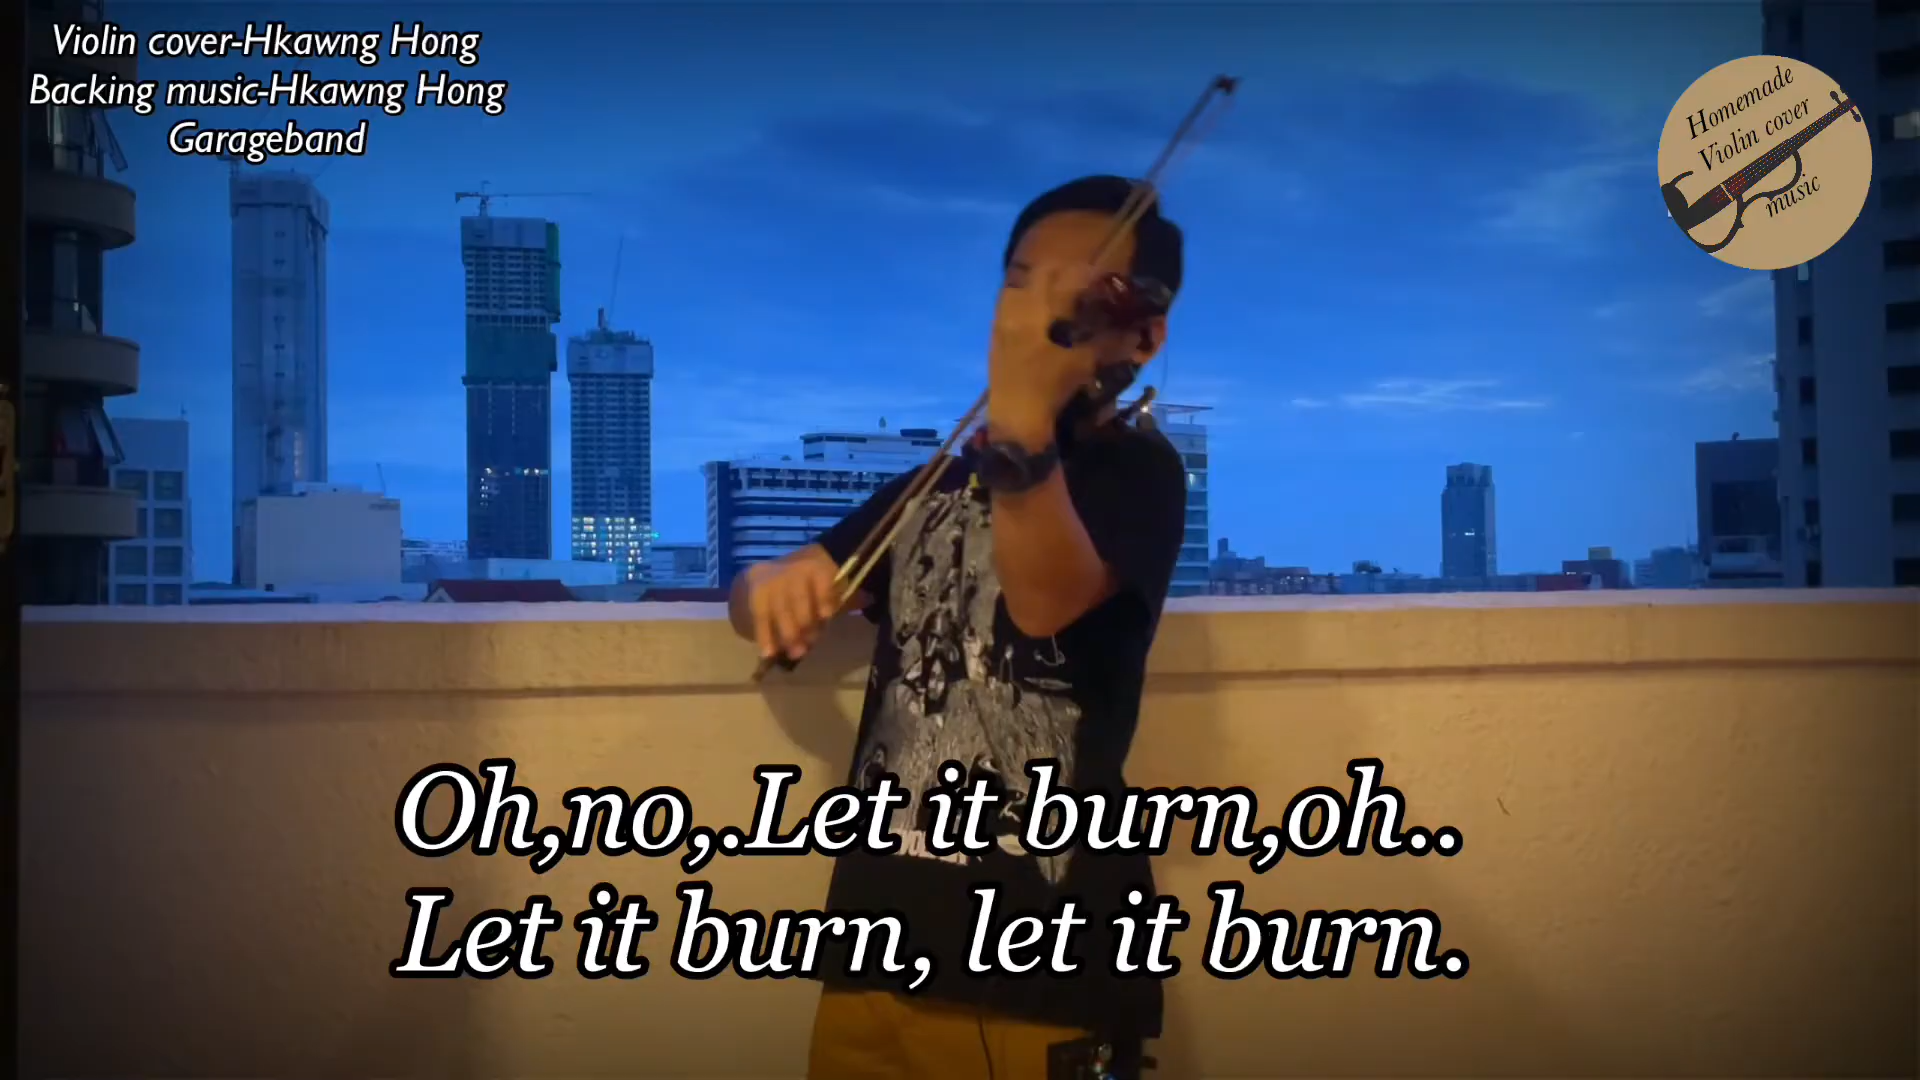 Violin cover-Hkawng Hong
Backing music-Hkawng Hong
Garageband
Homemade
Violin cover
music
Oh,no,.Let it burn,oh..
Let it burn, let it burn.